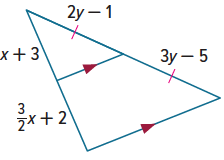 2y – 1
x + 3
3y – 5
3/2x + 2